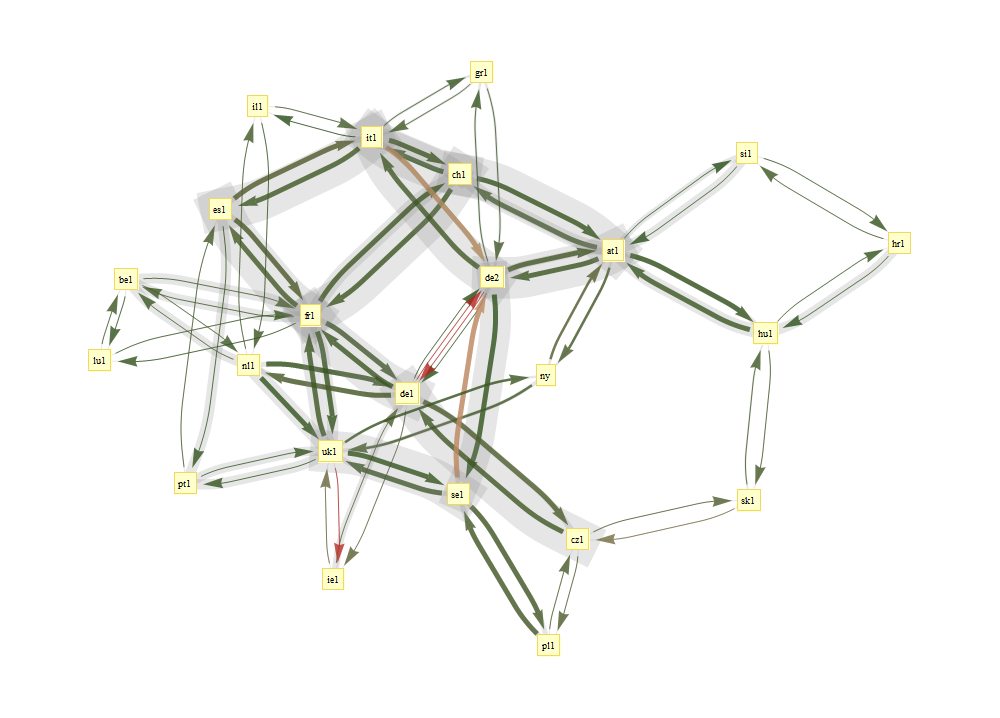 gr1
il1
it1
si1
ch1
es1
hr1
at1
de2
be1
fr1
hu1
lu1
nl1
ny
de1
uk1
pt1
se1
sk1
cz1
ie1
pl1